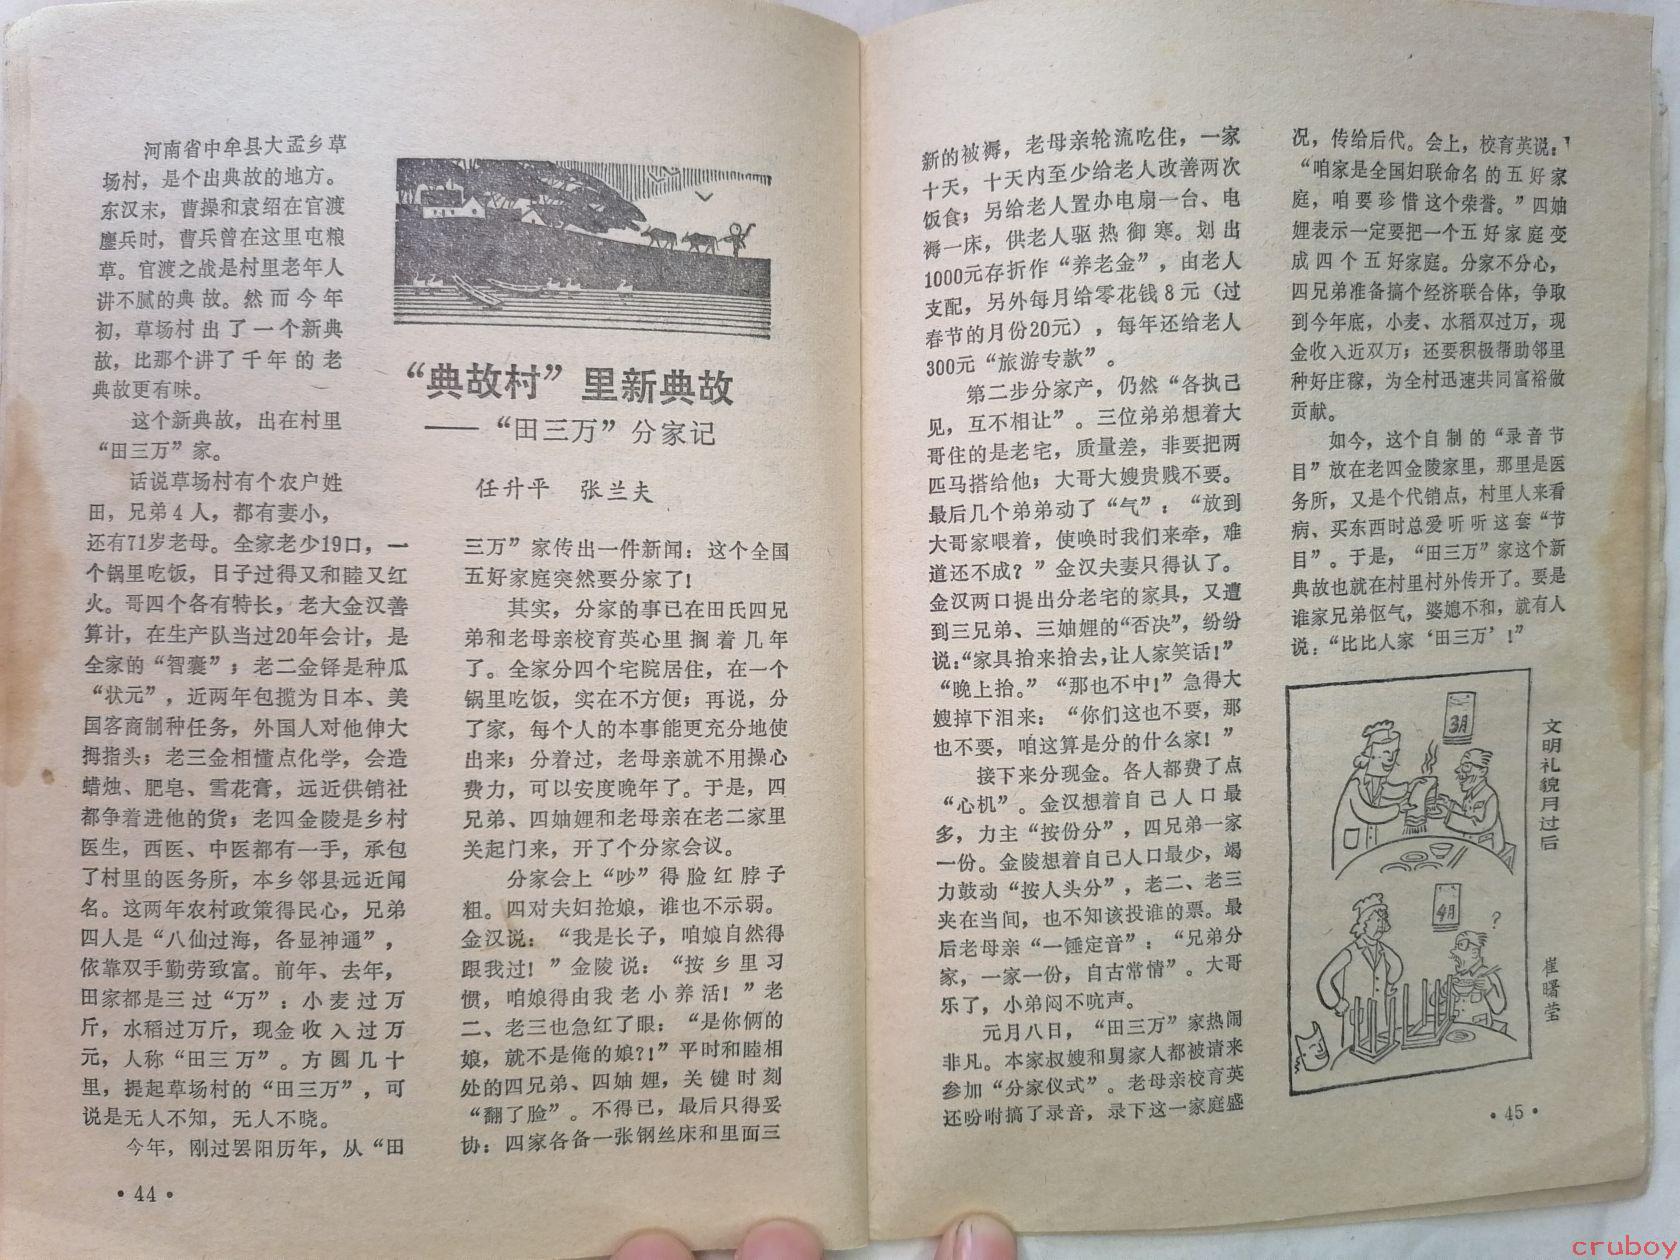 河南省中牟县大孟乡草
场村，是个出典故的地方。
东汉末，曹操和袁绍在官渡
鏖兵时，曹兵曾在这里屯粮
草。官渡之战是村里老年人
讲不腻的典故。然而今年
初，草场村出了一个新典
故，比那个讲了千年的老
典故更有味。
这个新典故，出在村里
“田三万”家。
话说草场村有个农户姓
田，兄弟4人，都有妻小，
还有71岁老母。全家老少19口，一
个锅里吃饭，日子过得又和睦又红
火。哥四个各有特长，老大金汉善
算计，在生产队当过20年会计，是
全家的“智囊”；老二金铎是种瓜
“状元”，近两年包揽为日本、美
国客商制种任务，外国人对他伸大
拇指头；老三金相懂点化学，会造
蜡烛、肥皂、雪花膏，远近供销社
都争着进他的货；老四金陵是乡村
医生，西医、中医都有一手，承包
了村里的医务所，本乡邻县远近闻
名。这两年农村政策得民心，兄弟
四人是“八仙过海，各显神通”，
依靠双手勤劳致富。前年、去年，
田家都是三过“万”：小麦过万
斤，水稻过万斤，现金收入过万
元，人称“田三万”。方圆几十
里，提起草场村的“田三万”，可
说是无人不知，无人不晓。
今年，刚过罢阳历年，从“田
“典故村”里新典故
——“田三万”分家记
任升平 张兰夫
三万”家传出一件新闻：这个全国
五好家庭突然要分家了！
其实，分家的事已在田氏四兄
弟和老母亲校育英心里搁着几年
了。全家分四个宅院居住，在一个
锅里吃饭，实在不方便；再说，分
了家，每个人的本事能更充分地使
出来；分着过，老母亲就不用操心
费力，可以安度晚年了。于是，四
兄弟、四妯娌和老母亲在老二家里
关起门来，开了个分家会议。
分家会上“吵”得脸红脖子
粗。四对夫妇抢娘，谁也不示弱。
金汉说：“我是长子，咱娘自然得
跟我过！”金陵说：“按乡里习
惯，咱娘得由我老小养活！”老
二、老三也急红了眼：“是你俩的
娘，就不是俺的娘？！”平时和睦相
处的四兄弟、四妯娌，关键时刻
“翻了脸”。不得已，最后只得妥
协：四家各备一张钢丝床和里面三
·44·
新的被褥，老母亲轮流吃住，一家
十天，十天内至少给老人改善两次
饭食；另给老人置办电扇一台、电
褥一床，供老人驱热御寒。划出
1000元存折作“养老金”，由老人
支配，另外每月给零花钱8元（过
春节的月份20元），每年还给老人
300元“旅游专款”。
第二步分家产，仍然“各执己
见，互不相让”。三位弟弟想着大
哥住的是老宅，质量差，非要把两
匹马搭给他；大哥大嫂贵贱不要。
最后几个弟弟动了“气”：“放到
大哥家喂着，使唤时我们来牵，难
道还不成？”金汉夫妻只得认了。
金汉两口提出分老宅的家具，又遭
到三兄弟、三妯娌的“否决”，纷纷
说：“家具抬来抬去，让人家笑话！”
“晚上抬。”“那也不中！”急得大
嫂掉下泪来：“你们这也不要，那
也不要，咱这算是分的什么家！”
接下来分现金。各人都费了点
“心机”。金汉想着自己人口最
多，力主“按份分”，四兄弟一家
一份。金陵想着自己人口最少，竭
力鼓动“按人头分”，老二、老三
夹在当间，也不知该投谁的票。最
后老母亲“一锤定音”：“兄弟分
家，一家一份，自古常情”。大哥
乐了，小弟闷不吭声。
元月八日，“田三万”家热闹
非凡。本家叔嫂和舅家人都被请来
参加“分家仪式”。老母亲校育英
还吩咐搞了录音，录下这一家庭盛
况，传给后代。会上，校育英说：
“咱家是全国妇联命名的五好家
庭，咱要珍惜这个荣誉。”四妯
娌表示一定要把一个五好家庭变
成四个五好家庭。分家不分心，
四兄弟准备搞个经济联合体，争取
到今年底，小麦、水稻双过万，现
金收入近双万；还要积极帮助邻里
种好庄稼，为全村迅速共同富裕做
贡献。
如今，这个自制的“录音节
目”放在老四金陵家里，那里是医
务所，又是个代销点，村里人来看
病、买东西时总爱听听这套“节
目”。于是，“田三万”家这个新
典故也就在村里村外传开了。要是
谁家兄弟怄气，婆媳不和，就有人
说：“比比人家‘田三万’！”
3月
4月
？
文明礼貌月过后
崔曙莹
·45·
cruboy